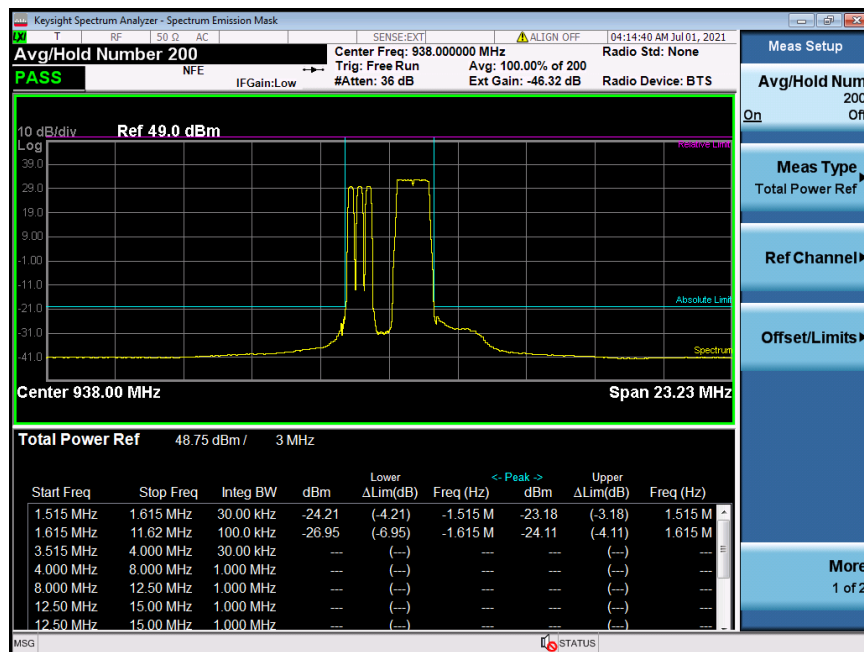 Keysight Spectrum Analyzer - Spectrum Emission Mask
LXI T RF 50 Ω AC SENSE:EXT ALIGN OFF 04:14:40 AM Jul 01, 2021
Avg/Hold Number 200
Center Freq: 938.000000 MHz Radio Std: None
NFE Trig: Free Run Avg: 100.00% of 200
PASS IFGain:Low #Atten: 36 dB Ext Gain: -46.32 dB Radio Device: BTS
10 dB/div Ref 49.0 dBm
Log
Relative Limit
39.0
29.0
19.0
9.00
-1.00
-11.0
-21.0
Absolute Limit
-31.0
Spectrum
-41.0
Center 938.00 MHz Span 23.23 MHz
Total Power Ref 48.75 dBm / 3 MHz
Lower <- Peak -> Upper
Start Freq Stop Freq Integ BW dBm ΔLim(dB) Freq (Hz) dBm ΔLim(dB) Freq (Hz)
1.515 MHz 1.615 MHz 30.00 kHz -24.21 (-4.21) -1.515 M -23.18 (-3.18) 1.515 M
1.615 MHz 11.62 MHz 100.0 kHz -26.95 (-6.95) -1.615 M -24.11 (-4.11) 1.615 M
3.515 MHz 4.000 MHz 30.00 kHz --- (---) --- --- (---) ---
4.000 MHz 8.000 MHz 1.000 MHz --- (---) --- --- (---) ---
8.000 MHz 12.50 MHz 1.000 MHz --- (---) --- --- (---) ---
12.50 MHz 15.00 MHz 1.000 MHz --- (---) --- --- (---) ---
12.50 MHz 15.00 MHz 1.000 MHz --- (---) --- --- (---) ---
MSG STATUS
Meas Setup
Avg/Hold Num
200
On Off
Meas Type
Total Power Ref
Ref Channel
Offset/Limits
More
1 of 2